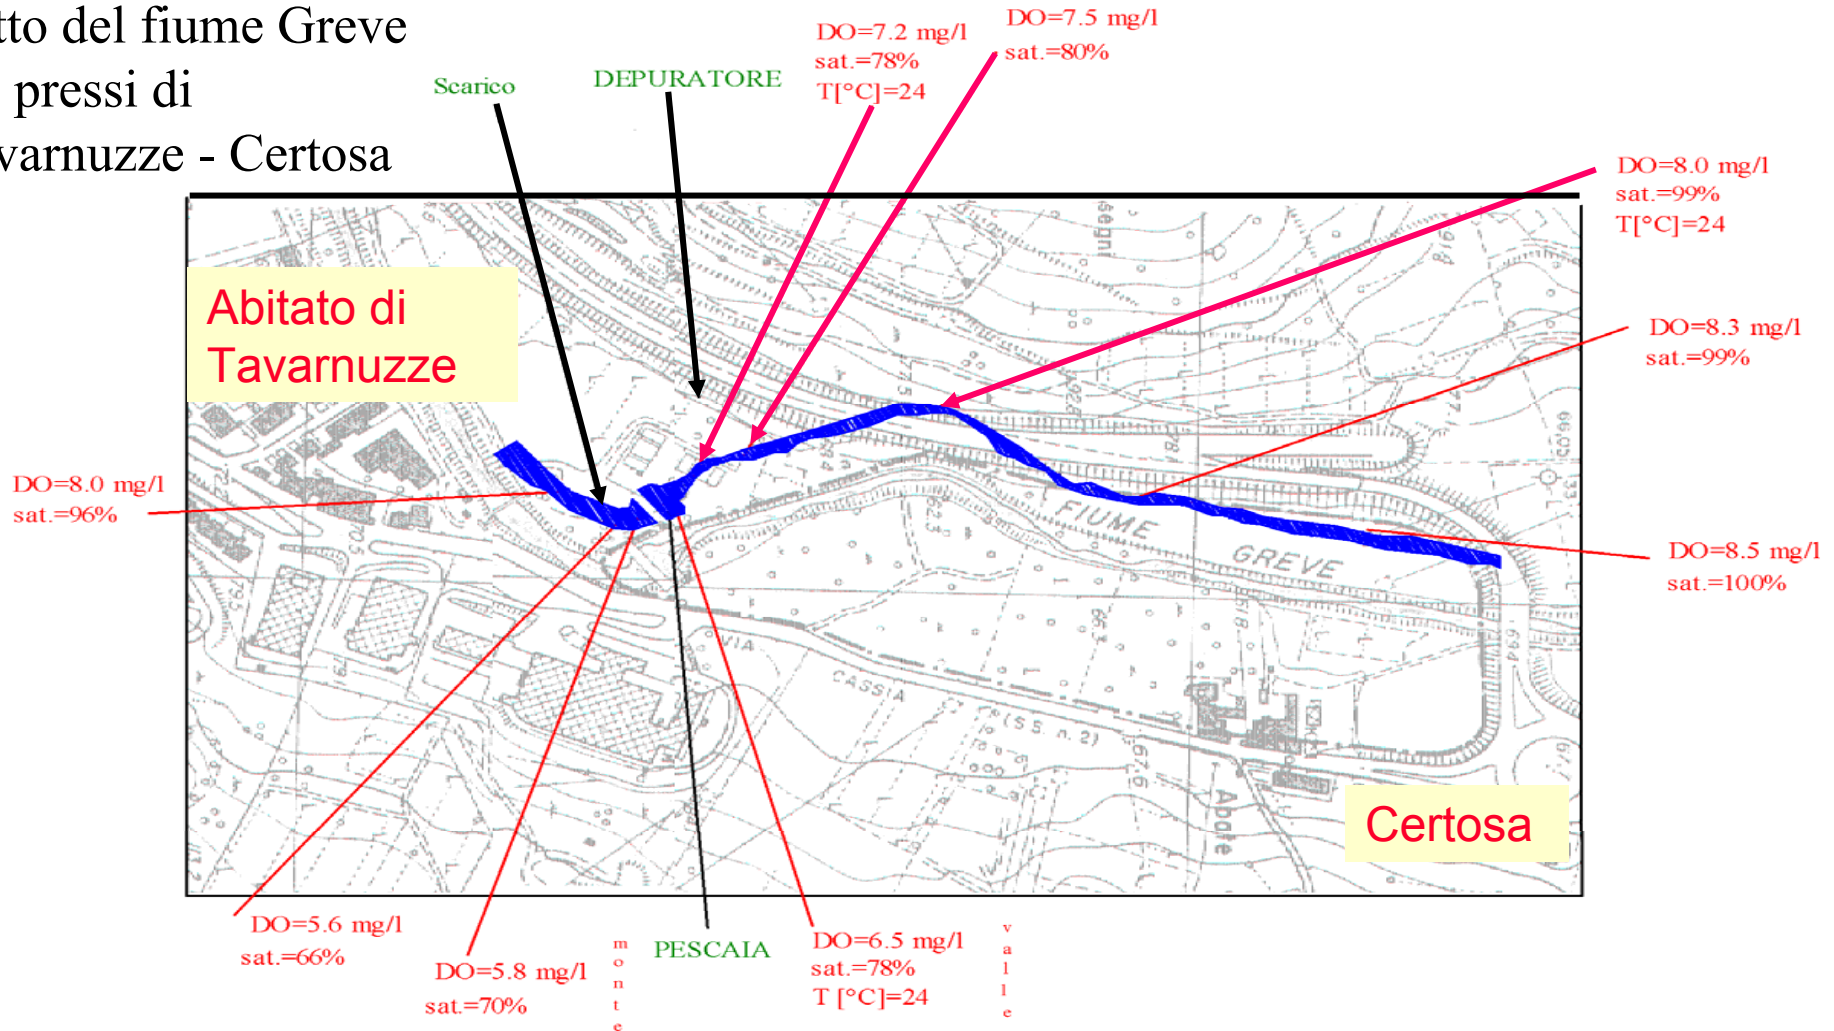 tto del fiume Greve
pressi di
varnuzze - Certosa
Scarico
DEPURATORE
DO=7.2 mg/l
sat.=78%
T[°C]=24
DO=7.5 mg/l
sat.=80%
DO=8.0 mg/l
sat.=99%
T[°C]=24
Abitato di
Tavarnuzze
DO=8.3 mg/l
sat.=99%
DO=8.0 mg/l
sat.=96%
FIUME GREVE
DO=8.5 mg/l
sat.=100%
VIA CASSIA (S.S. n. 2)
Abate
Certosa
DO=5.6 mg/l
sat.=66%
DO=5.8 mg/l
sat.=70%
monte
PESCAIA
DO=6.5 mg/l
sat.=78%
T [°C]=24
valle